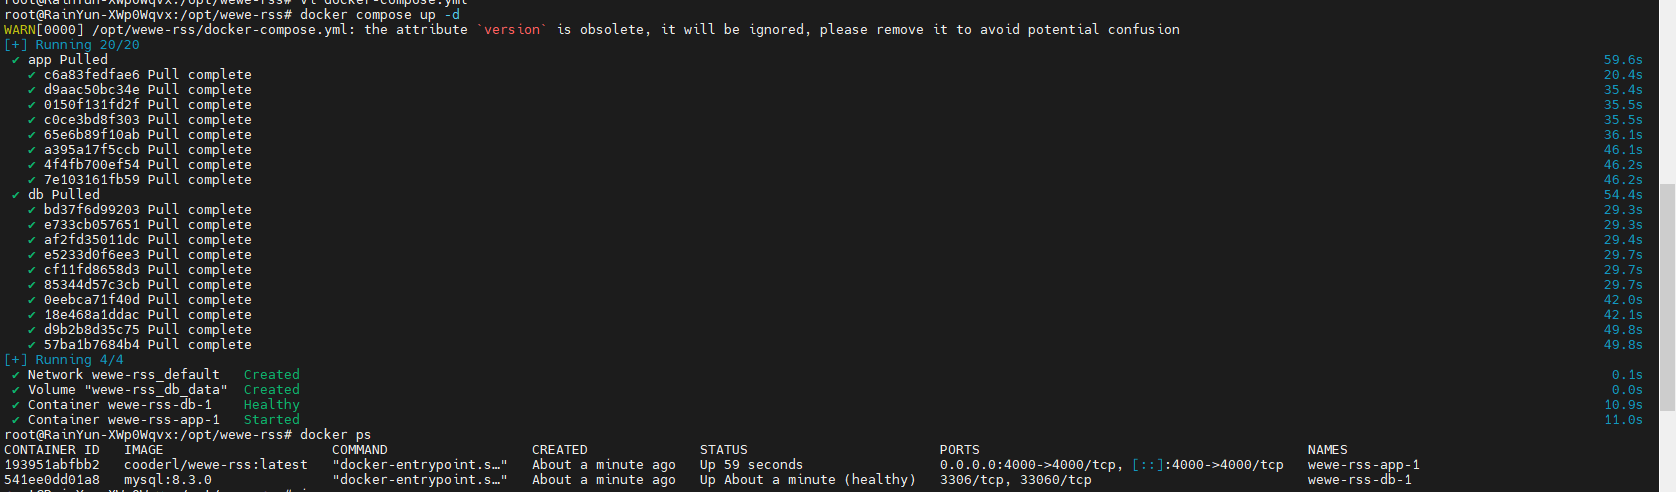 root@RainYun-XWp0Wqvx:/opt/wewe-rss# vi docker-compose.yml
root@RainYun-XWp0Wqvx:/opt/wewe-rss# docker compose up -d
WARN[0000] /opt/wewe-rss/docker-compose.yml: the attribute `version` is obsolete, it will be ignored, please remove it to avoid potential confusion
[+] Running 20/20
✔ app Pulled 59.6s
✔ c6a83fedfae6 Pull complete 20.4s
✔ d9aac50bc34e Pull complete 35.4s
✔ 0150f131fd2f Pull complete 35.5s
✔ c0ce3bd8f303 Pull complete 35.5s
✔ 65e6b89f10ab Pull complete 36.1s
✔ a395a17f5ccb Pull complete 46.1s
✔ 4f4fb700ef54 Pull complete 46.2s
✔ 7e103161fb59 Pull complete 46.2s
✔ db Pulled 54.4s
✔ bd37f6d99203 Pull complete 29.3s
✔ e733cb057651 Pull complete 29.3s
✔ af2fd35011dc Pull complete 29.4s
✔ e5233d0f6ee3 Pull complete 29.7s
✔ cf11fd8658d3 Pull complete 29.7s
✔ 85344d57c3cb Pull complete 29.7s
✔ 0eebca71f40d Pull complete 42.0s
✔ 18e468a1ddac Pull complete 42.1s
✔ d9b2b8d35c75 Pull complete 49.8s
✔ 57ba1b7684b4 Pull complete 49.8s
[+] Running 4/4
✔ Network wewe-rss_default Created 0.1s
✔ Volume "wewe-rss_db_data" Created 0.0s
✔ Container wewe-rss-db-1 Healthy 10.9s
✔ Container wewe-rss-app-1 Started 11.0s
root@RainYun-XWp0Wqvx:/opt/wewe-rss# docker ps
CONTAINER ID IMAGE COMMAND CREATED STATUS PORTS NAMES
193951abfbb2 cooderl/wewe-rss:latest "docker-entrypoint.s…" About a minute ago Up 59 seconds 0.0.0.0:4000->4000/tcp, [::]:4000->4000/tcp wewe-rss-app-1
541ee0dd01a8 mysql:8.3.0 "docker-entrypoint.s…" About a minute ago Up About a minute (healthy) 3306/tcp, 33060/tcp wewe-rss-db-1